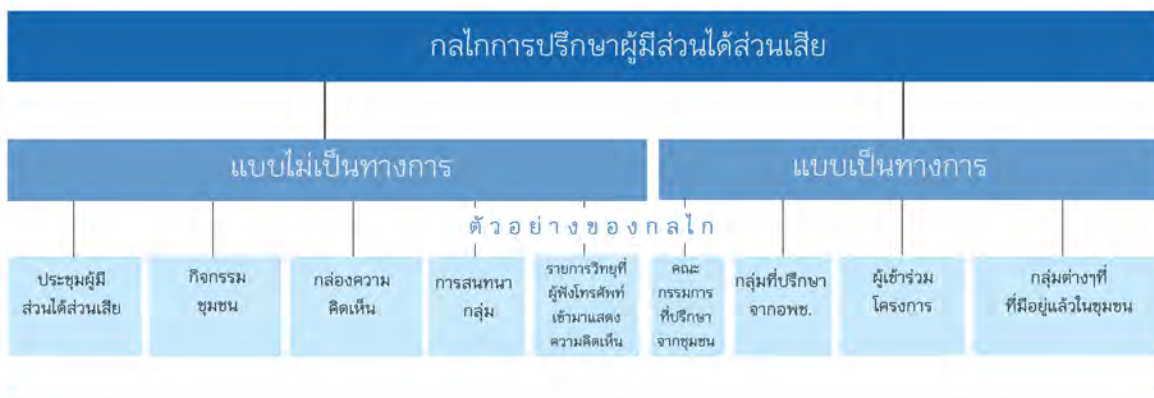 กลไกการปรึกษาผู้มีส่วนได้ส่วนเสีย
แบบไม่เป็นทางการ
แบบเป็นทางการ
ตัวอย่างของกลไก
ประชุมผู้มี
ส่วนได้ส่วนเสีย
กิจกรรม
ชุมชน
กล่องความ
คิดเห็น
การสนทนา
กลุ่ม
รายการวิทยุที่
ผู้ฟังโทรศัพท์
เข้ามาแสดง
ความคิดเห็น
คณะ
กรรมการ
ที่ปรึกษา
จากชุมชน
กลุ่มที่ปรึกษา
จากอพช.
ผู้เข้าร่วม
โครงการ
กลุ่มต่างๆที่
ที่มีอยู่แล้วในชุมชน